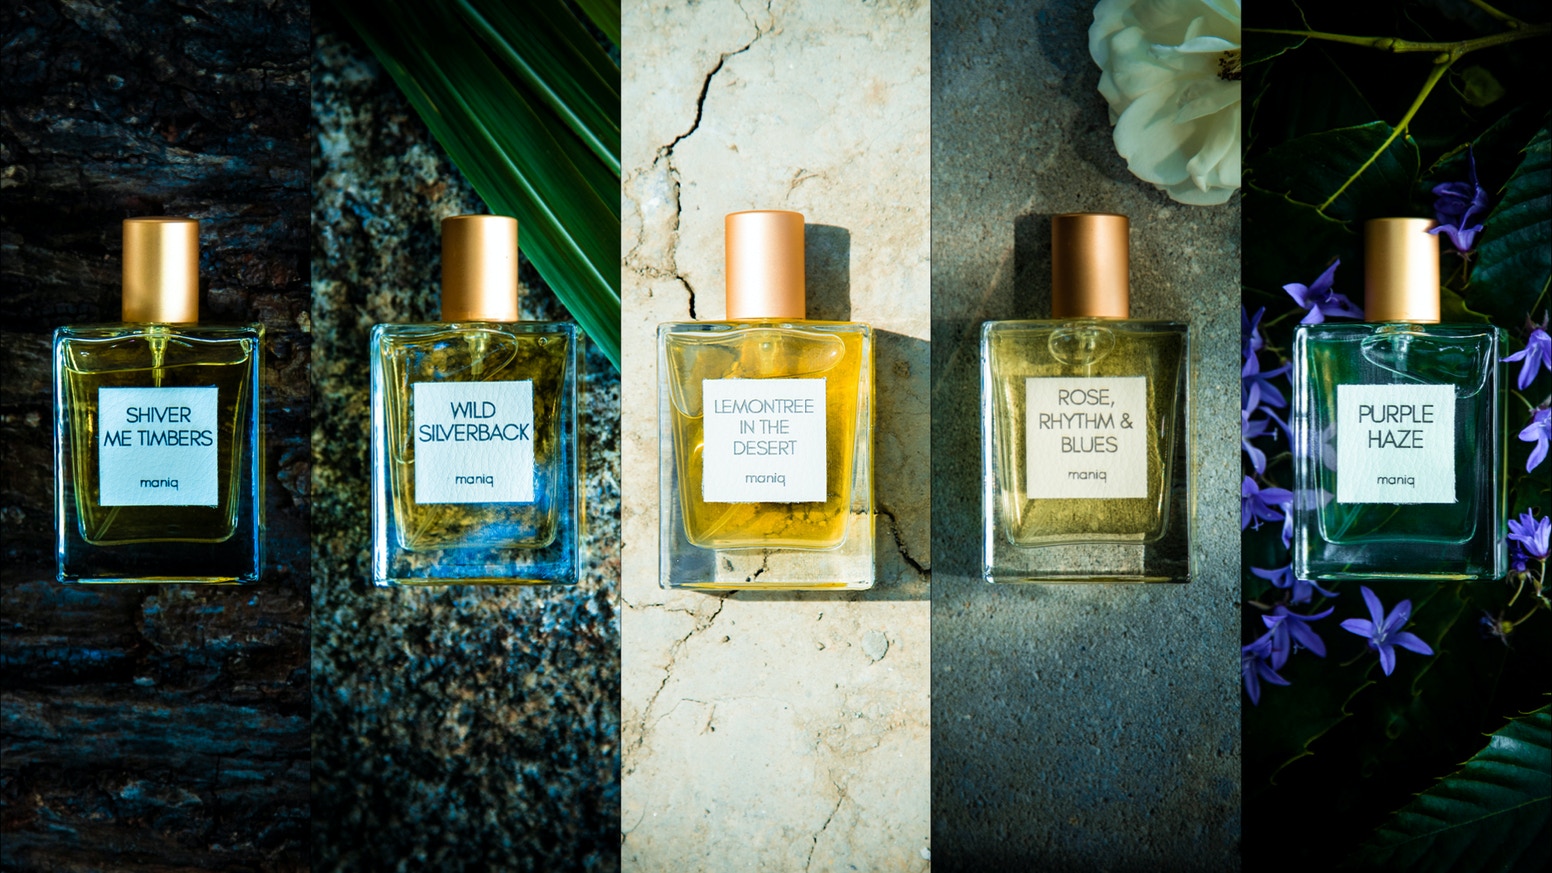 SHIVER
ME TIMBERS
maniq
WILD
SILVERBACK
maniq
LEMONTREE
IN THE
DESERT
maniq
ROSE,
RHYTHM &
BLUES
maniq
PURPLE
HAZE
maniq